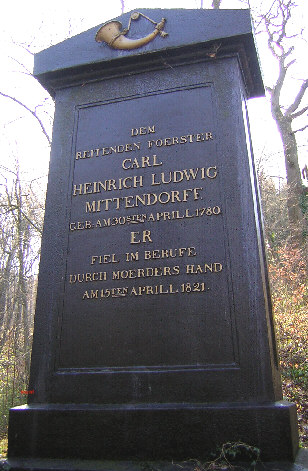 DEM
REITENDEN FOERSTER
CARL
HEINRICH LUDWIG
MITTENDORFF
GEB. AM 30STEN APRILL 1780
ER
FIEL IM BERUFE
DURCH MOERDERS HAND
AM 15TEN APRILL 1821.